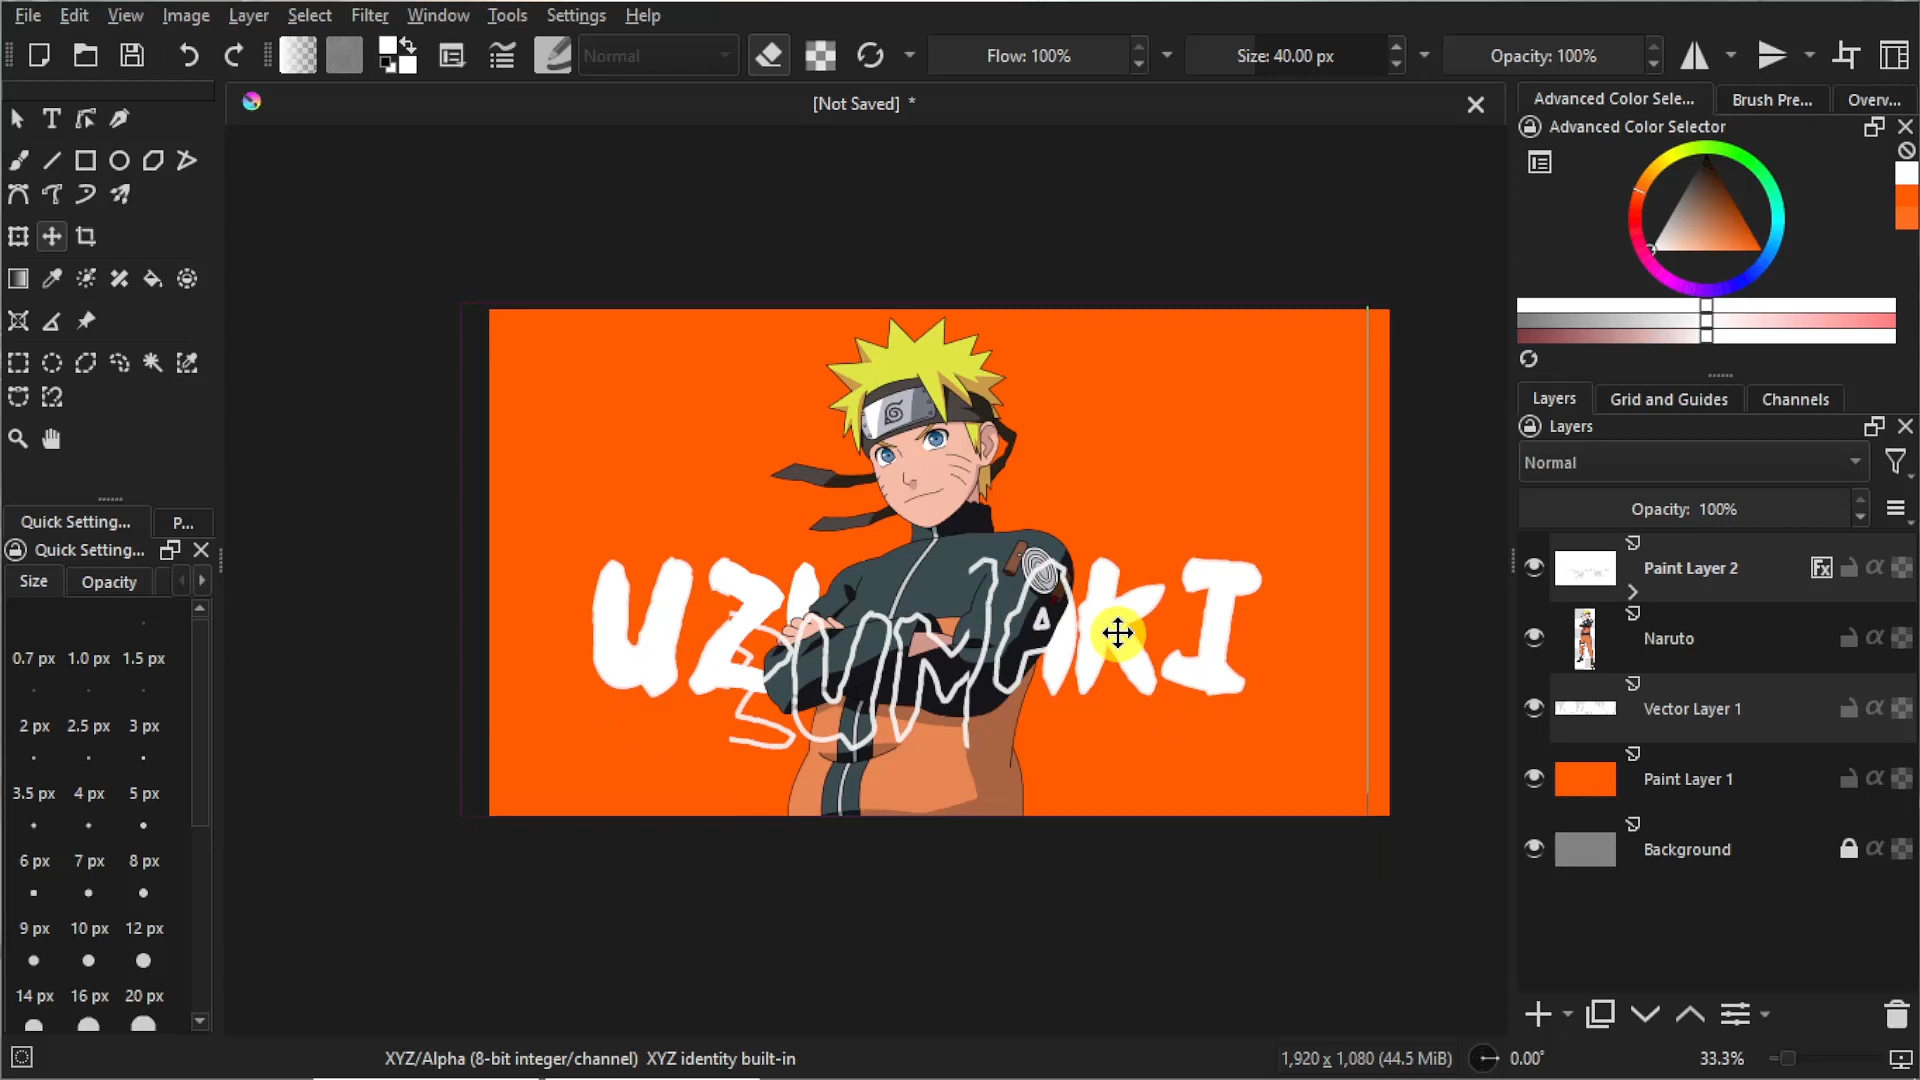 File Edit View Image Layer Select Filter Window Tools Settings Help
Normal
Flow: 100%
Size: 40.00 px
Opacity: 100%
[Not Saved] *
Advanced Color Sele...
Brush Pre...
Overv...
Advanced Color Selector
Quick Setting...
P...
Quick Setting...
Size
Opacity
0.7 px 1.0 px 1.5 px
2 px 2.5 px 3 px
3.5 px 4 px 5 px
6 px 7 px 8 px
9 px 10 px 12 px
14 px 16 px 20 px
UZUMAKI
Layers
Grid and Guides
Channels
Layers
Normal
Opacity: 100%
Paint Layer 2
Naruto
Vector Layer 1
Paint Layer 1
Background
XYZ/Alpha (8-bit integer/channel) XYZ identity built-in
1,920 x 1,080 (44.5 MiB)
0.00°
33.3%